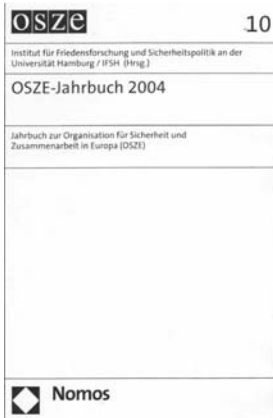 osze 10
Institut für Friedensforschung und Sicherheitspolitik an der
Universität Hamburg / IFSH (Hrsg.)
OSZE-Jahrbuch 2004
Jahrbuch zur Organisation für Sicherheit und
Zusammenarbeit in Europa (OSZE)
Nomos